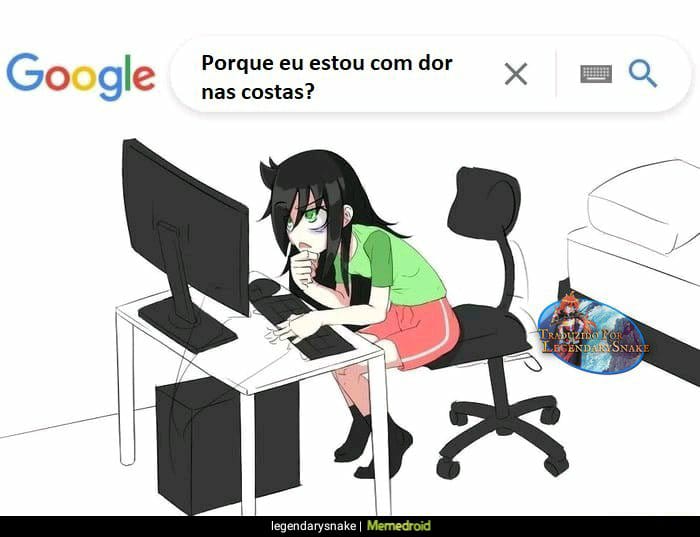 Google
Porque eu estou com dor
nas costas?
TRADUZIDO POR
LEGENDARYSNAKE
legendarysnake | Memedroid